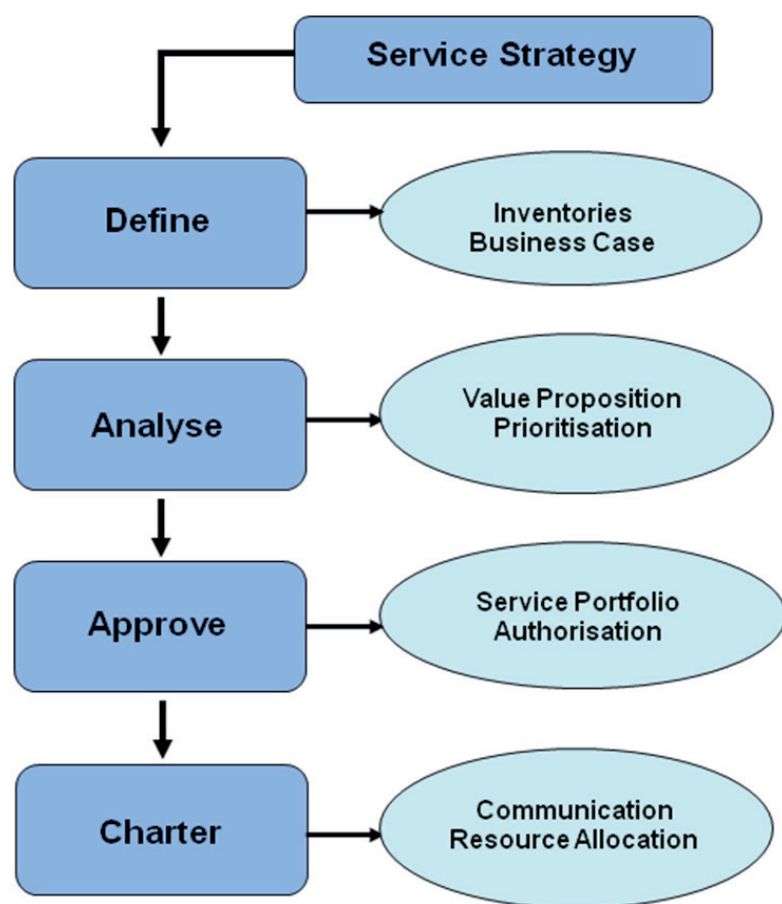 Service Strategy
Define
Inventories
Business Case
Analyse
Value Proposition
Prioritisation
Approve
Service Portfolio
Authorisation
Charter
Communication
Resource Allocation